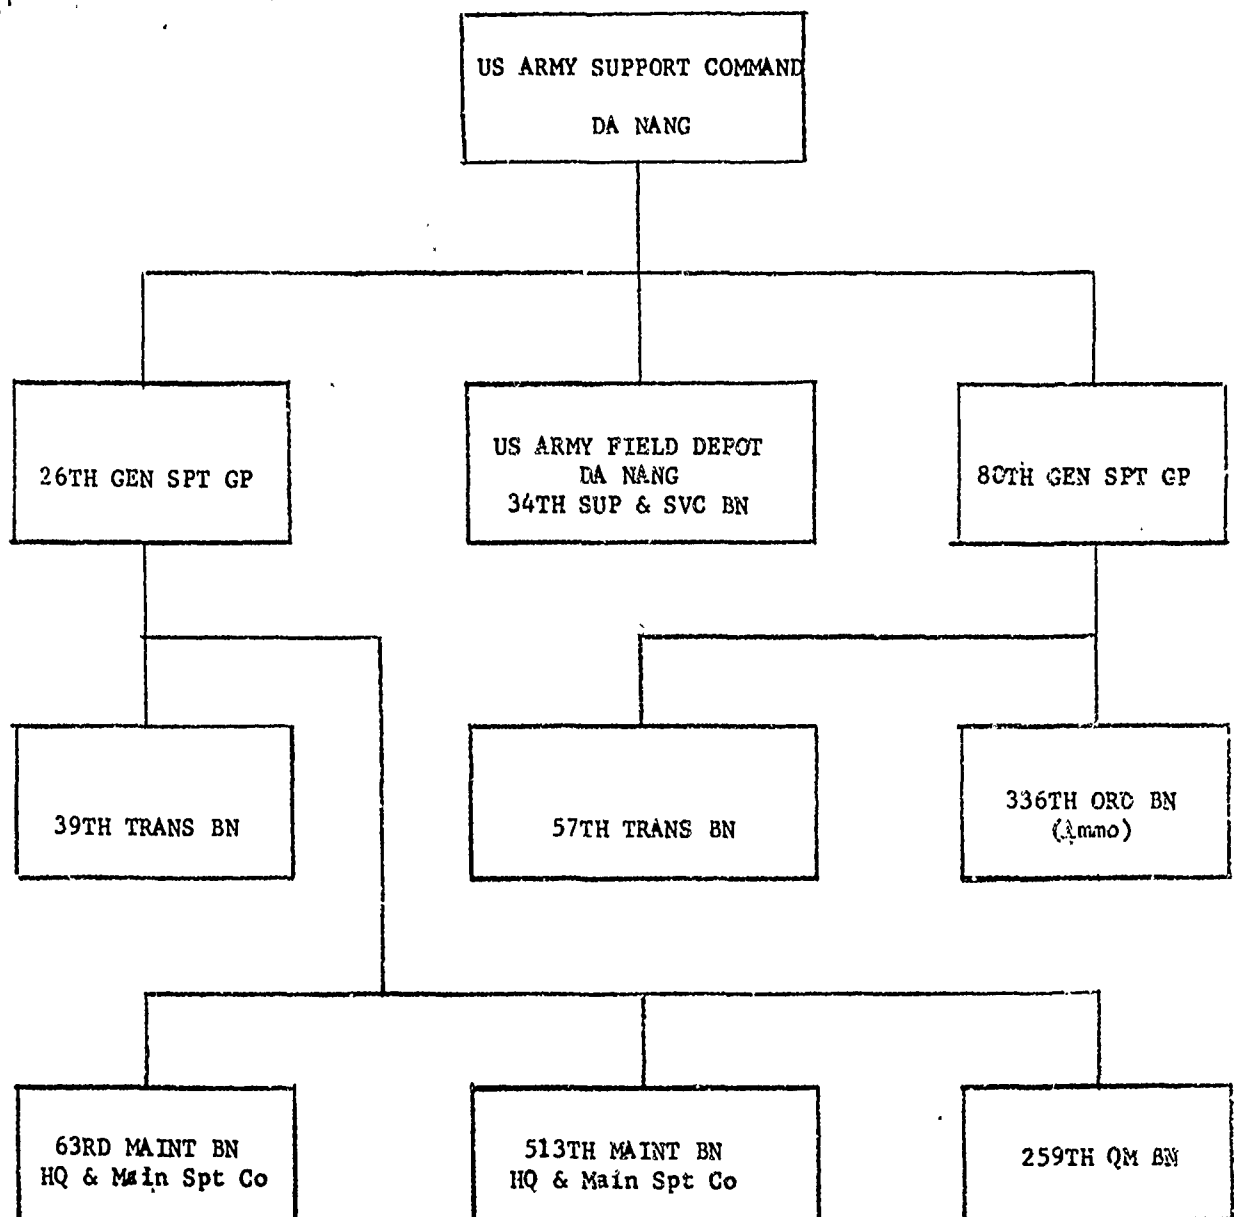 US ARMY SUPPORT COMMAND
DA NANG
26TH GEN SPT GP
US ARMY FIELD DEPOT
DA NANG
34TH SUP & SVC BN
80TH GEN SPT GP
39TH TRANS BN
57TH TRANS BN
336TH ORD BN
(Ammo)
63RD MAINT BN
HQ & Main Spt Co
513TH MAINT BN
HQ & Main Spt Co
259TH QM BN